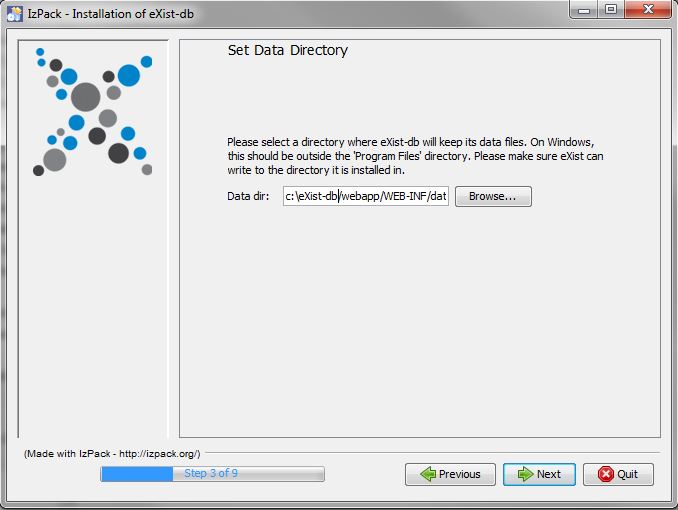 IzPack - Installation of eXist-db
Set Data Directory
Please select a directory where eXist-db will keep its data files. On Windows,
this should be outside the 'Program Files' directory. Please make sure eXist can
write to the directory it is installed in.
Data dir: c:\eXist-db/webapp/WEB-INF/dat Browse...
(Made with IzPack - http://izpack.org/)
Step 3 of 9 Previous Next Quit